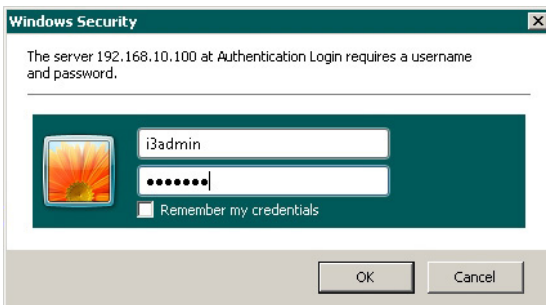 Windows Security
The server 192.168.10.100 at Authentication Login requires a username
and password.
i3admin
●●●●●●●
Remember my credentials
OK
Cancel